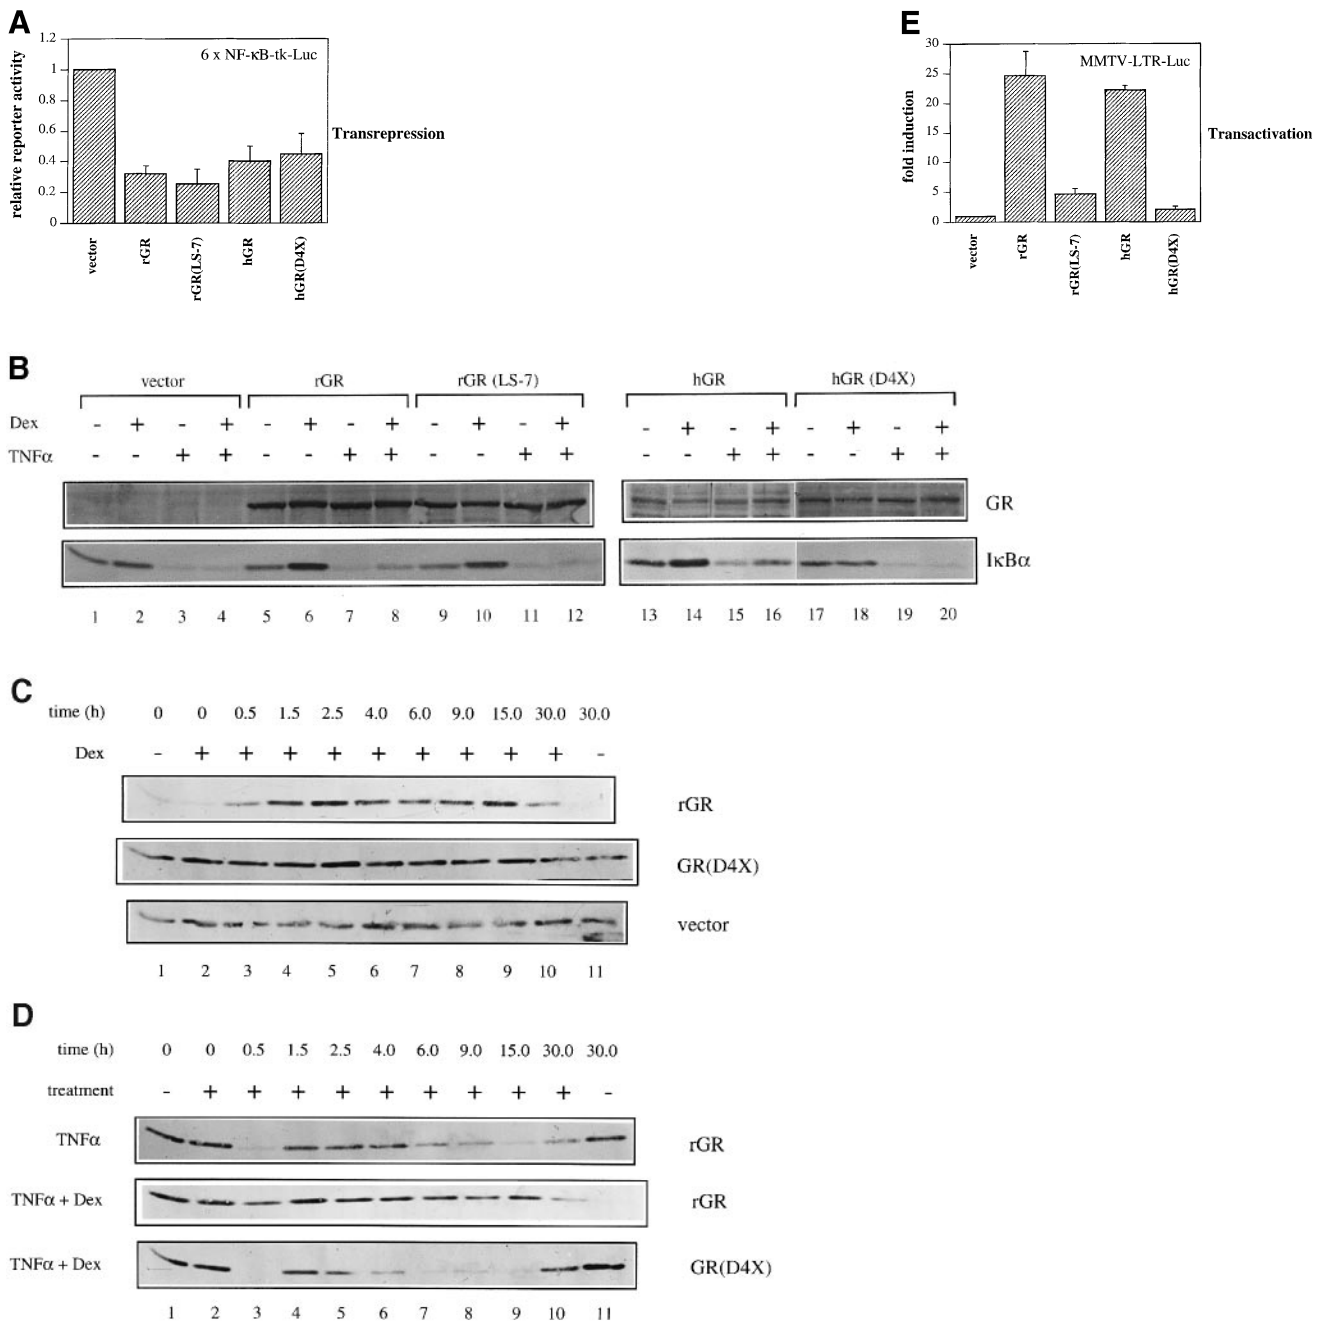 A
1.2
1
0.8
0.6
0.4
0.2
0
relative reporter activity
6 x NF-κB-tk-Luc
Transrepression
vector
rGR
rGR(LS-7)
hGR
hGR(D4X)
E
30
25
20
15
10
5
0
fold induction
MMTV-LTR-Luc
Transactivation
vector
rGR
rGR(LS-7)
hGR
hGR(D4X)
B
vector rGR rGR (LS-7) hGR hGR (D4X)
Dex - + - + - + - + - + - + - + - + - + - +
TNFα - - + + - - + + - - + + - - + + - - + +
GR
IκBα
1 2 3 4 5 6 7 8 9 10 11 12 13 14 15 16 17 18 19 20
C
time (h) 0 0 0.5 1.5 2.5 4.0 6.0 9.0 15.0 30.0 30.0
Dex - + + + + + + + + + -
rGR
GR(D4X)
vector
1 2 3 4 5 6 7 8 9 10 11
D
time (h) 0 0 0.5 1.5 2.5 4.0 6.0 9.0 15.0 30.0 30.0
treatment - + + + + + + + + + -
TNFα rGR
TNFα + Dex rGR
TNFα + Dex GR(D4X)
1 2 3 4 5 6 7 8 9 10 11